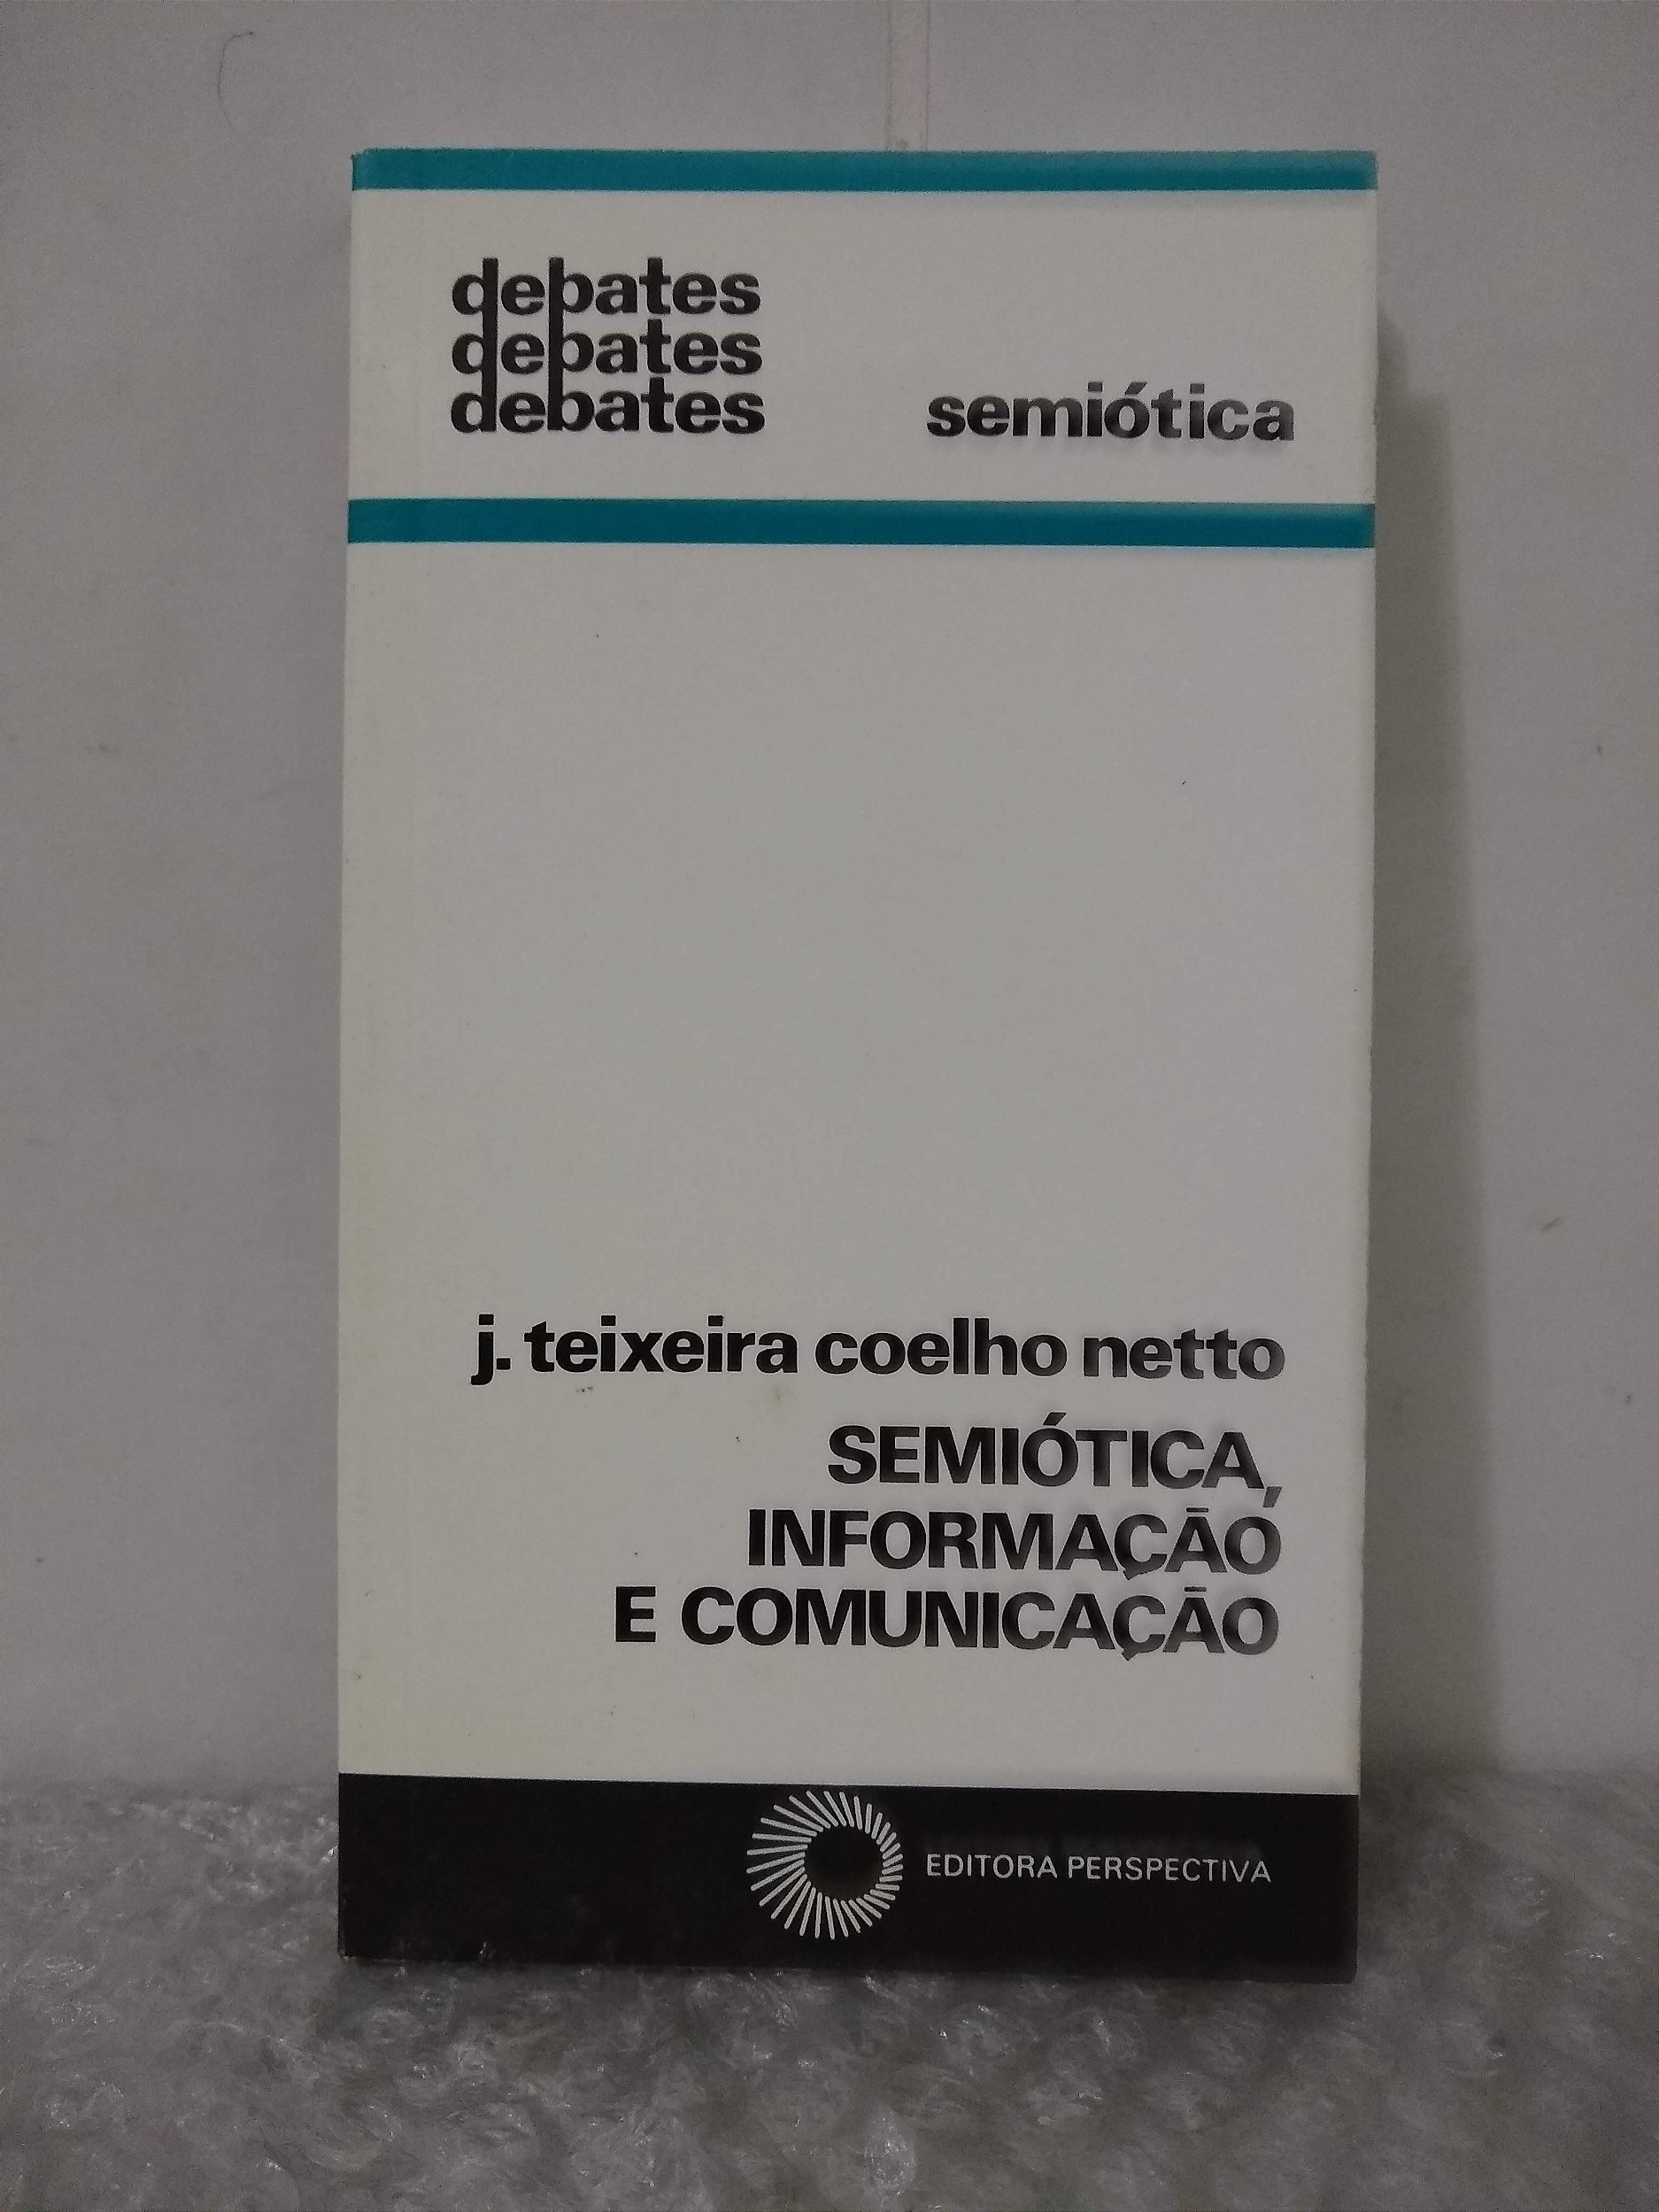 debates
debates
debates
semiótica
j. teixeira coelho netto
SEMIÓTICA,
INFORMAÇÃO
E COMUNICAÇÃO
EDITORA PERSPECTIVA